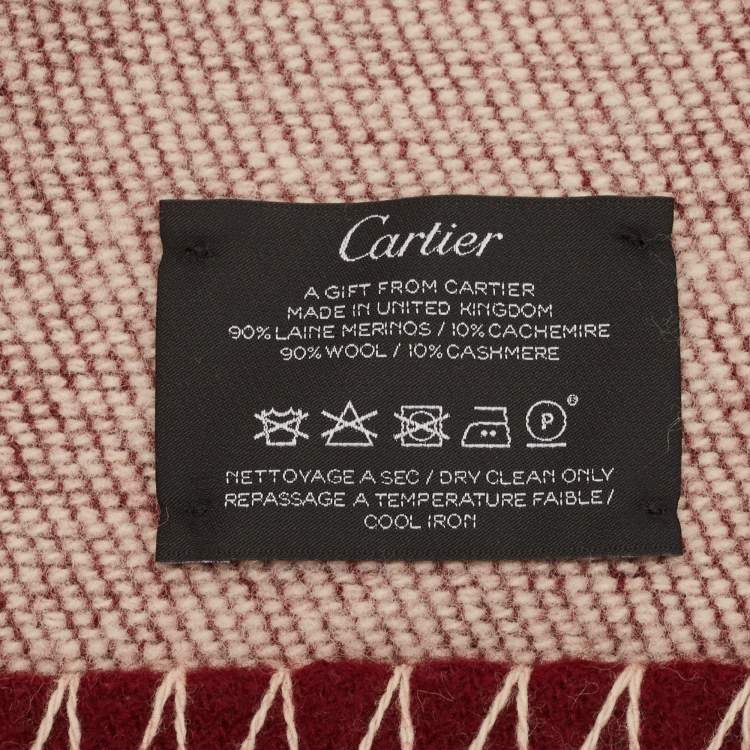 Cartier
A GIFT FROM CARTIER
MADE IN UNITED KINGDOM
90% LAINE MERINOS / 10% CACHEMIRE
90% WOOL / 10% CASHMERE
P
NETTOYAGE A SEC / DRY CLEAN ONLY
REPASSAGE A TEMPERATURE FAIBLE /
COOL IRON